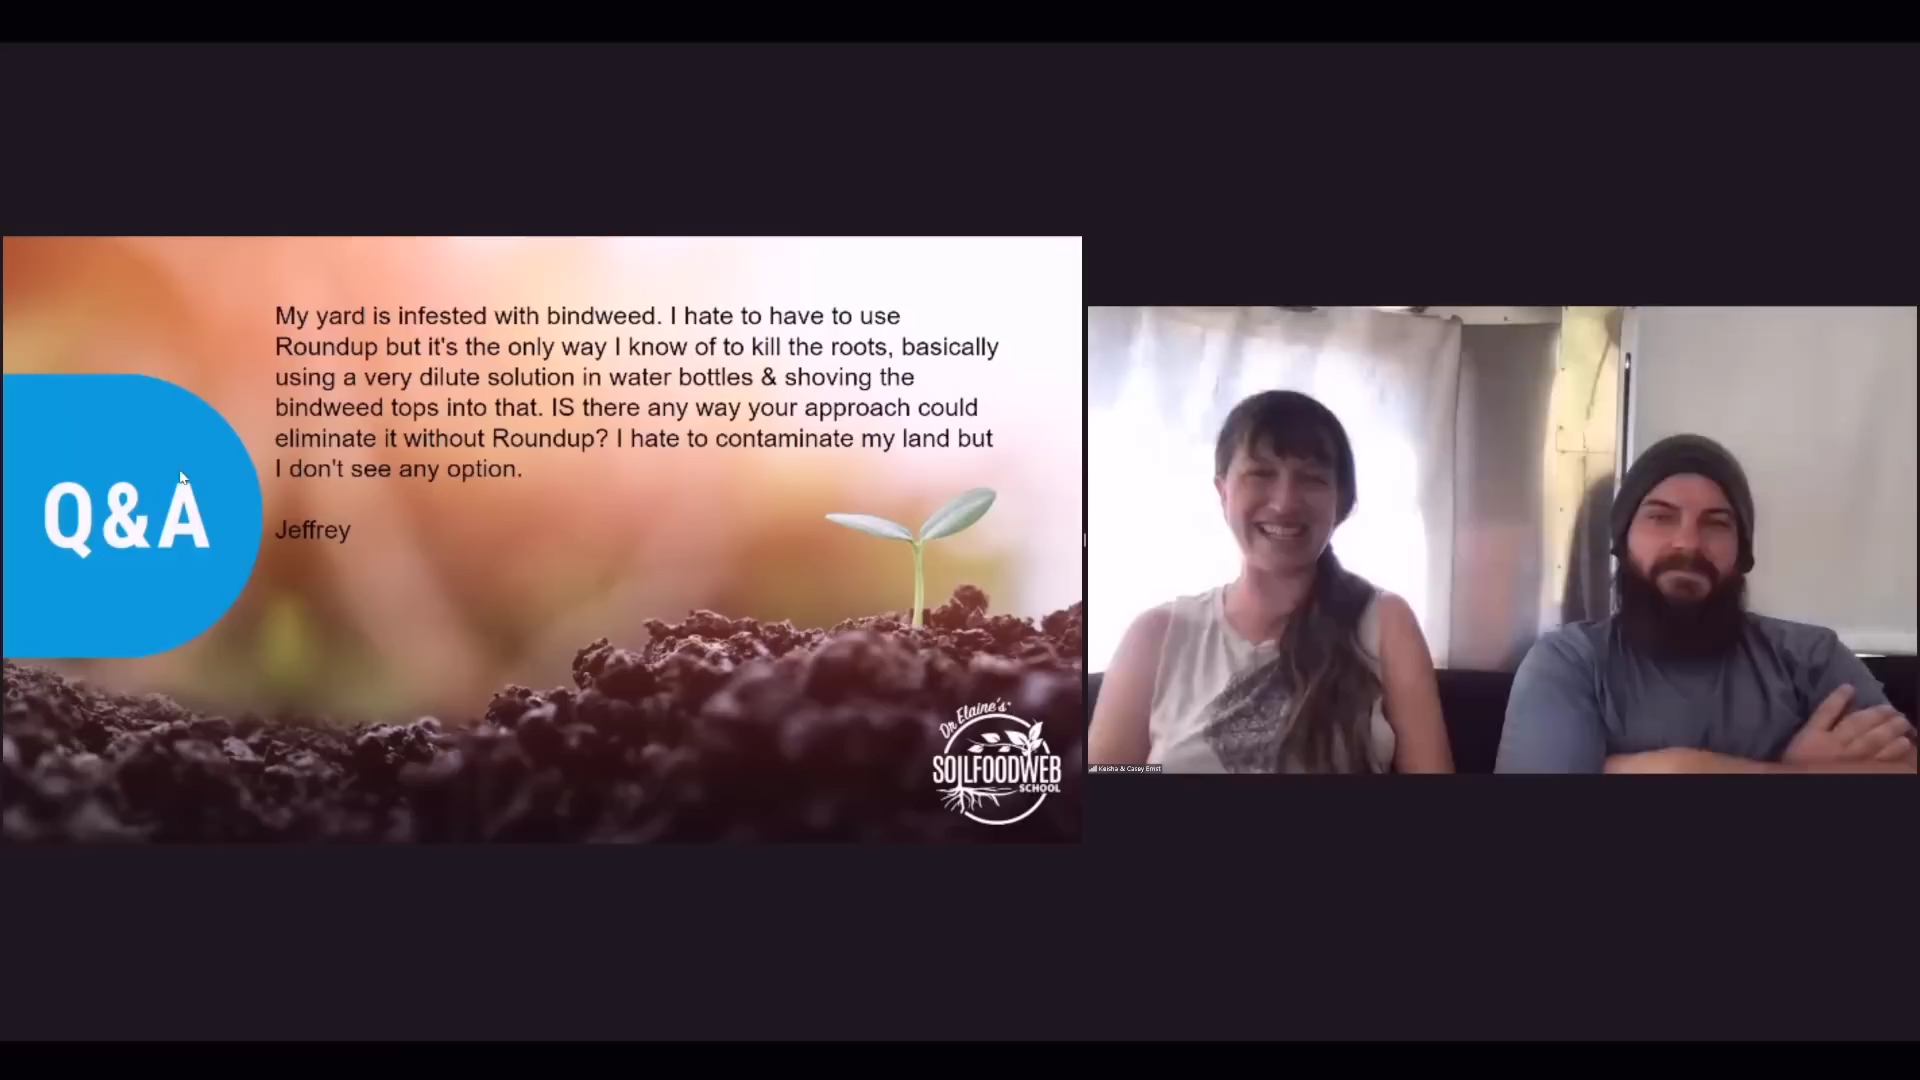 My yard is infested with bindweed. I hate to have to use
Roundup but it's the only way I know of to kill the roots, basically
using a very dilute solution in water bottles & shoving the
bindweed tops into that. IS there any way your approach could
eliminate it without Roundup? I hate to contaminate my land but
I don't see any option.
Jeffrey
Q&A
Dr Elaine's
SOILFOODWEB
SCHOOL
Keisha & Casey Ernst